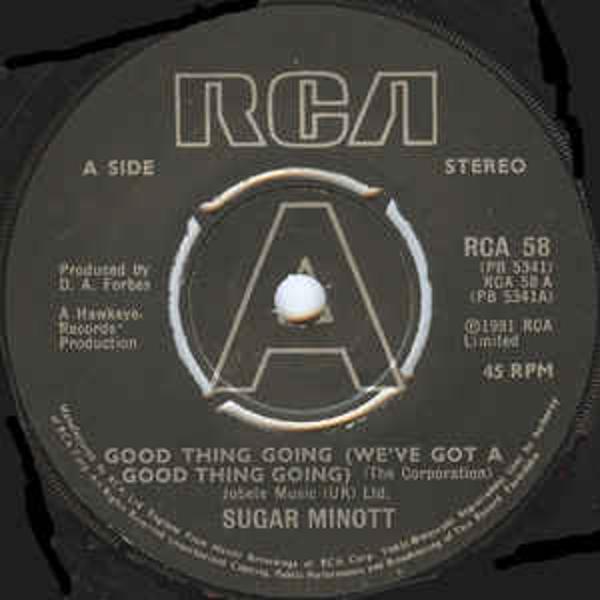 RCA
A SIDE
STEREO
A
RCA 58
(PB 5341)
RCA 58 A
(PB 5341A)
Produced by
D. A. Forbes
A Hawkeye
Records
Production
℗1981 RCA
Limited
45 RPM
GOOD THING GOING (WE'VE GOT A
GOOD THING GOING) (The Corporation)
Jobete Music (UK) Ltd.
SUGAR MINOTT